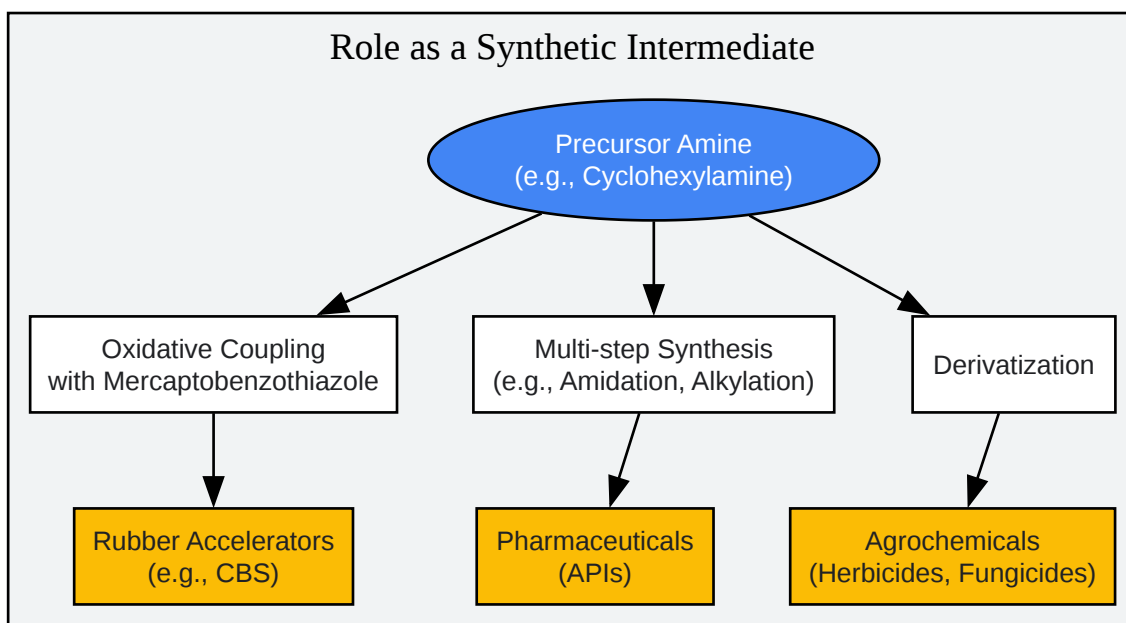 Role as a Synthetic Intermediate
Precursor Amine
(e.g., Cyclohexylamine)
Oxidative Coupling
with Mercaptobenzothiazole
Multi-step Synthesis
(e.g., Amidation, Alkylation)
Derivatization
Rubber Accelerators
(e.g., CBS)
Pharmaceuticals
(APIs)
Agrochemicals
(Herbicides, Fungicides)